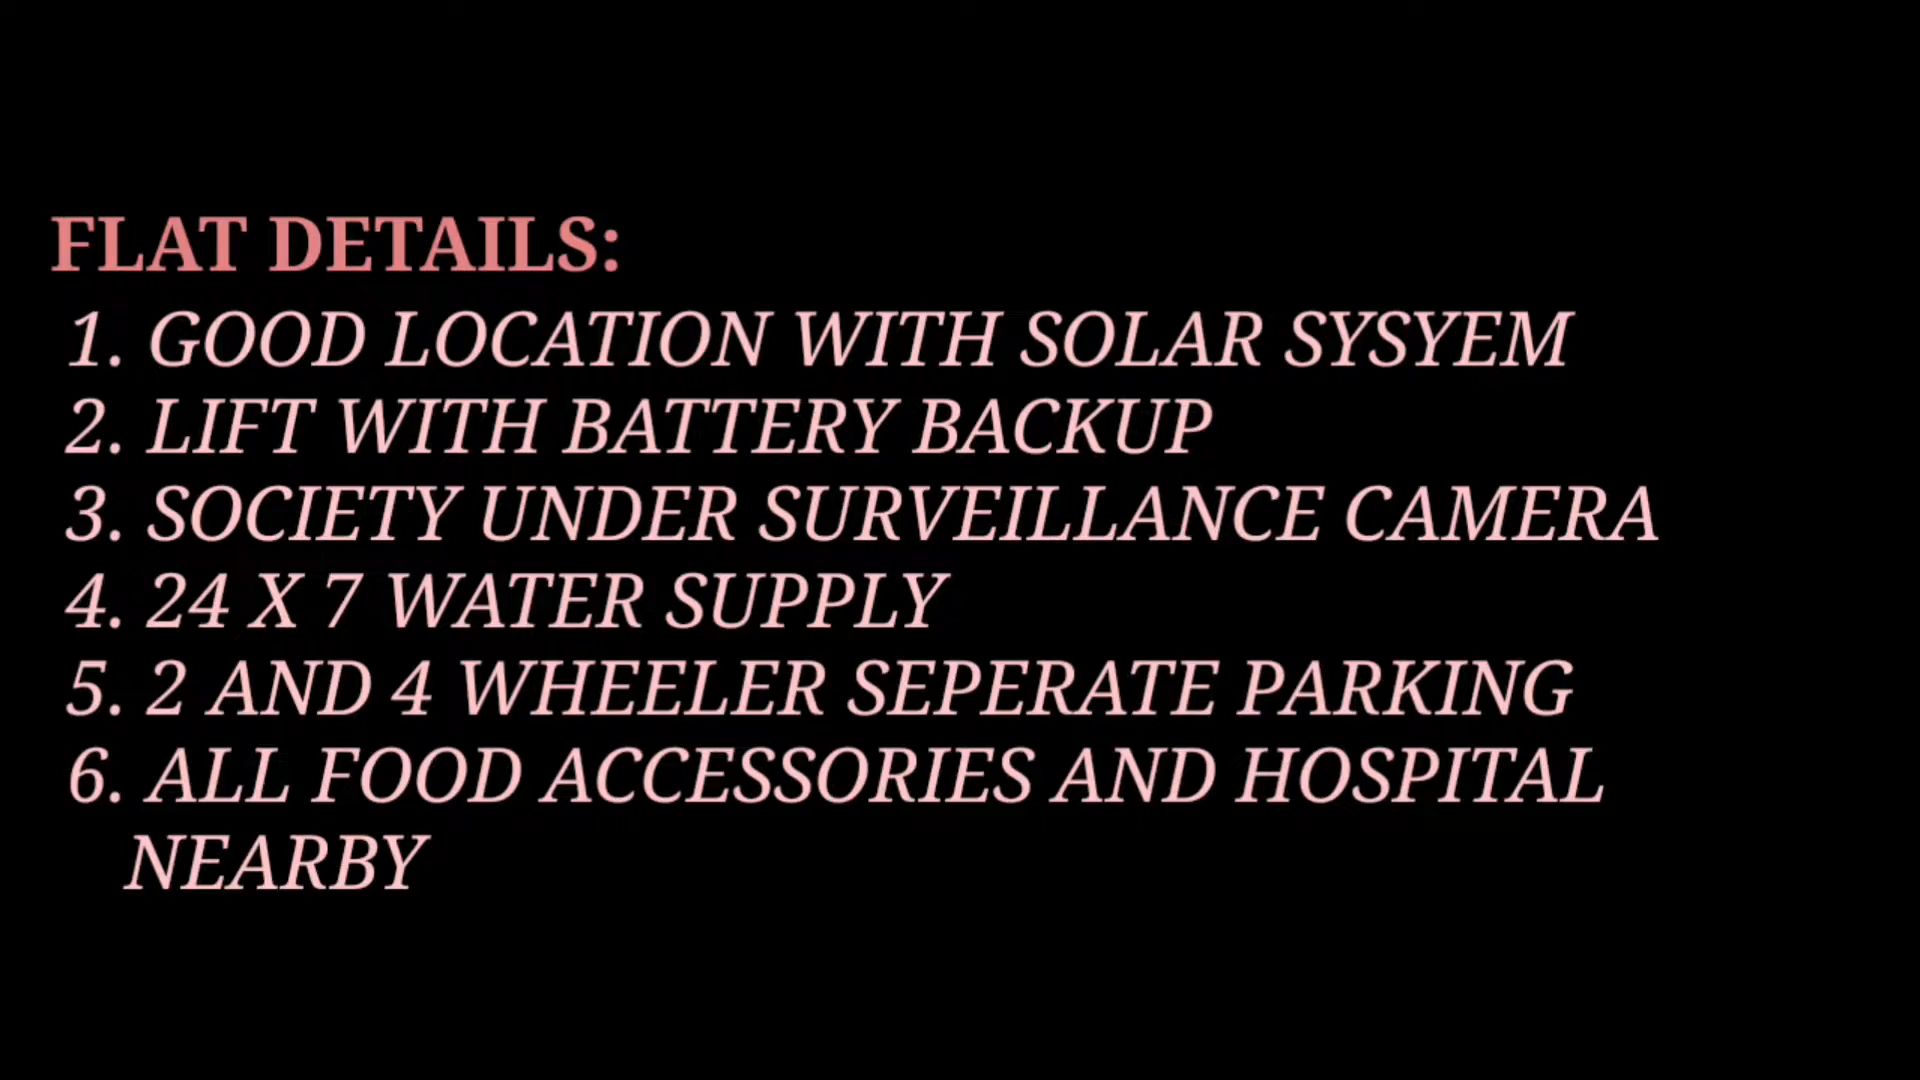 FLAT DETAILS:
1. GOOD LOCATION WITH SOLAR SYSYEM
2. LIFT WITH BATTERY BACKUP
3. SOCIETY UNDER SURVEILLANCE CAMERA
4. 24 X 7 WATER SUPPLY
5. 2 AND 4 WHEELER SEPERATE PARKING
6. ALL FOOD ACCESSORIES AND HOSPITAL
NEARBY